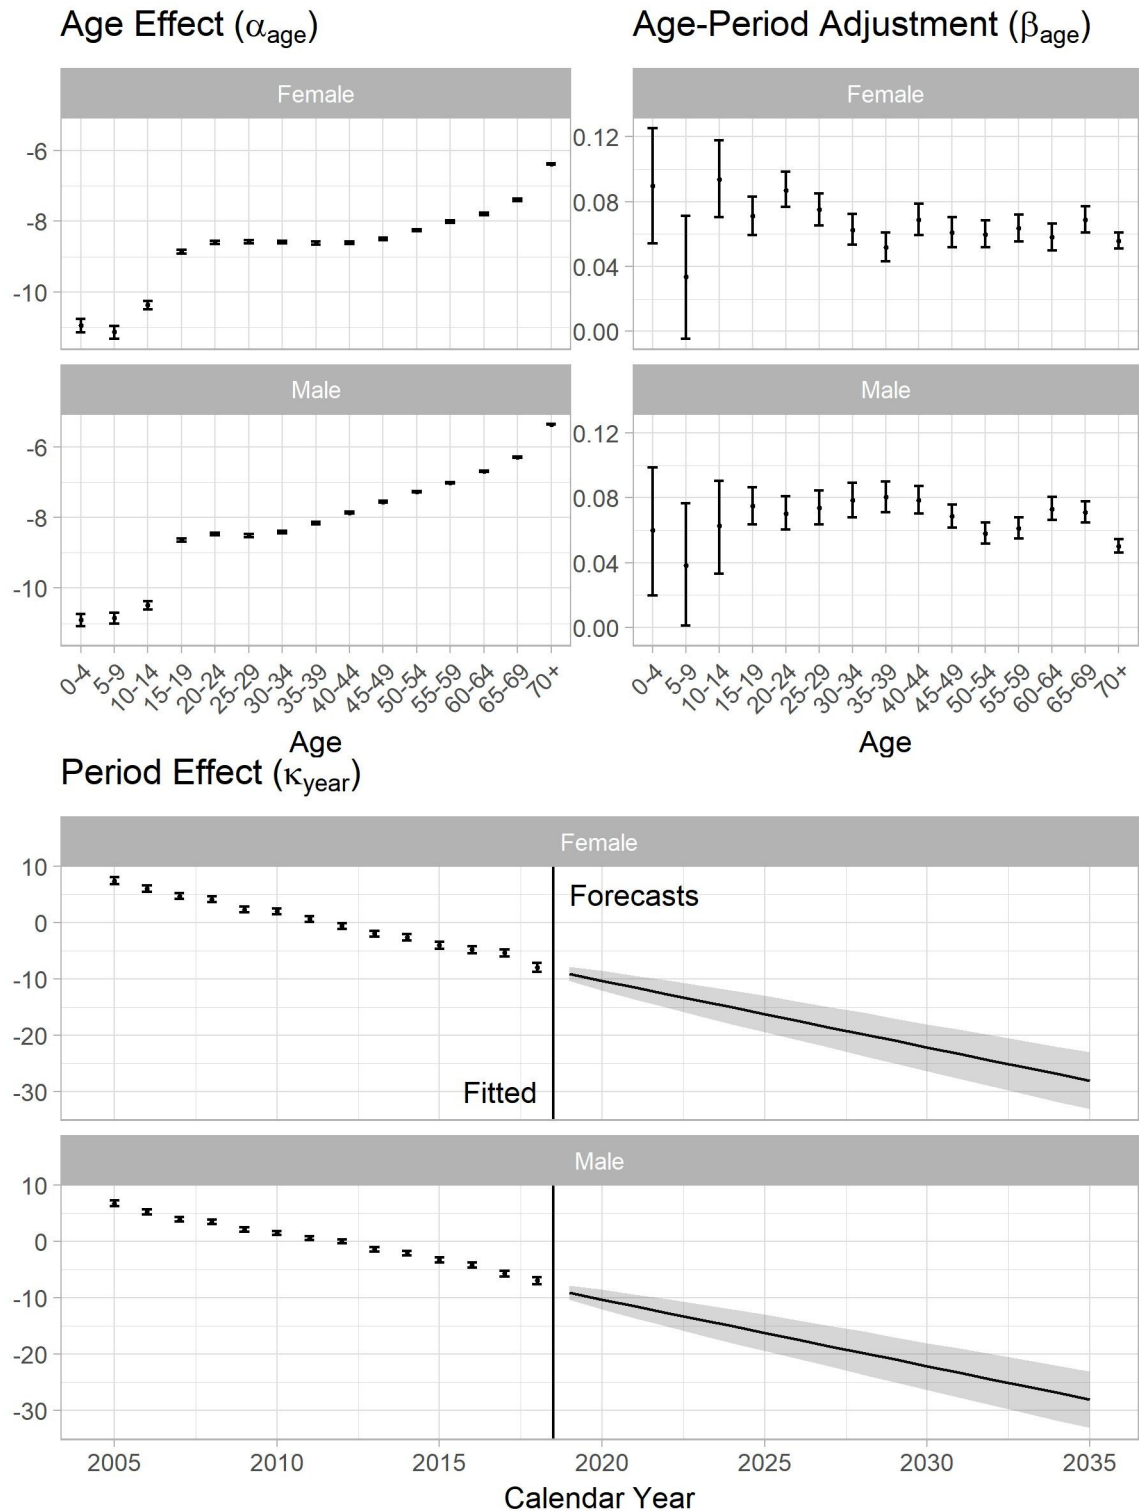 Age Effect (α_age)
Age-Period Adjustment (β_age)
Female
Female
-6
-8
-10
0.12
0.08
0.04
0.00
Male
Male
-6
-8
-10
0.12
0.08
0.04
0.00
0-4 5-9 10-14 15-19 20-24 25-29 30-34 35-39 40-44 45-49 50-54 55-59 60-64 65-69 70+
0-4 5-9 10-14 15-19 20-24 25-29 30-34 35-39 40-44 45-49 50-54 55-59 60-64 65-69 70+
Age
Age
Period Effect (κ_year)
Female
10
0
-10
-20
-30
Forecasts
Fitted
Male
10
0
-10
-20
-30
2005 2010 2015 2020 2025 2030 2035
Calendar Year